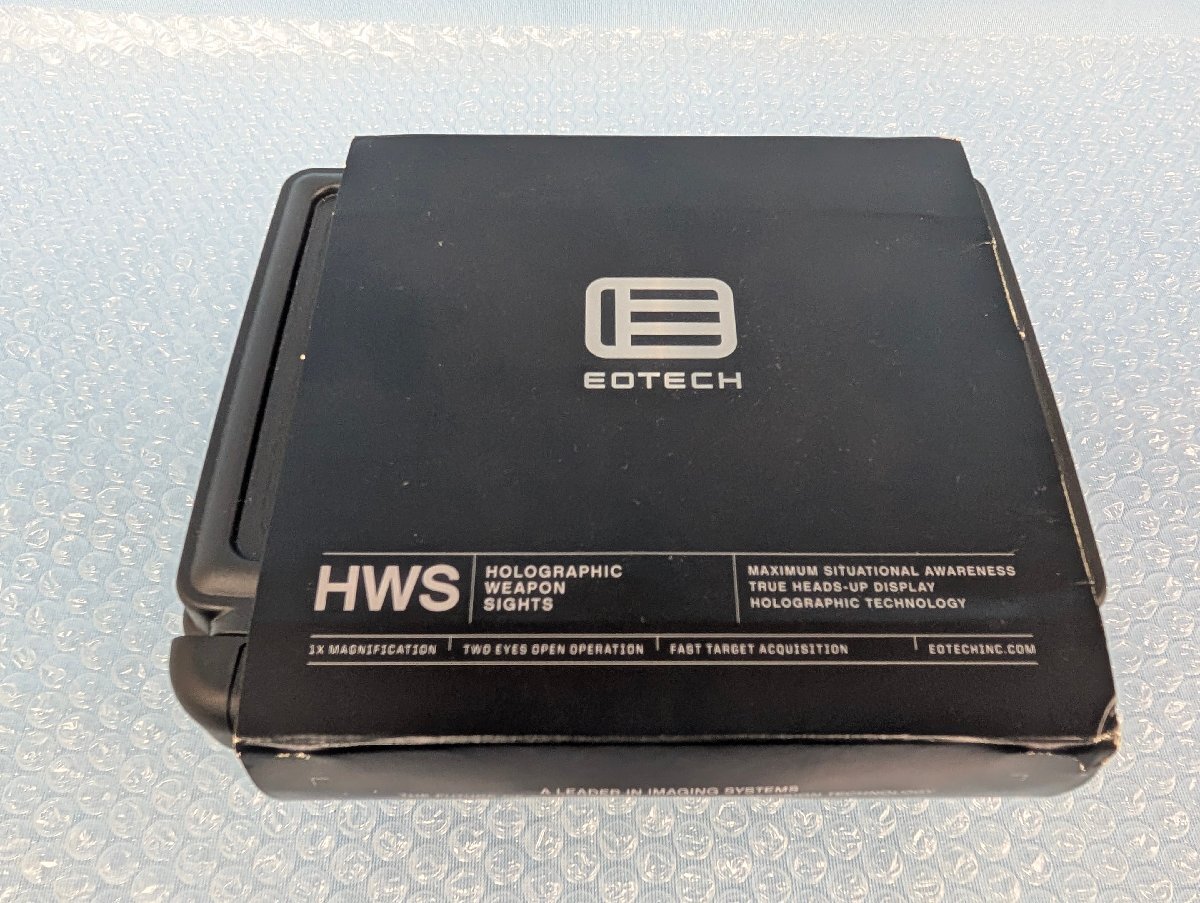 EOTECH
HWS
HOLOGRAPHIC
WEAPON
SIGHTS
MAXIMUM SITUATIONAL AWARENESS
TRUE HEADS-UP DISPLAY
HOLOGRAPHIC TECHNOLOGY
1X MAGNIFICATION
TWO EYES OPEN OPERATION
FAST TARGET ACQUISITION
EOTECHINC.COM
A LEADER IN IMAGING SYSTEMS